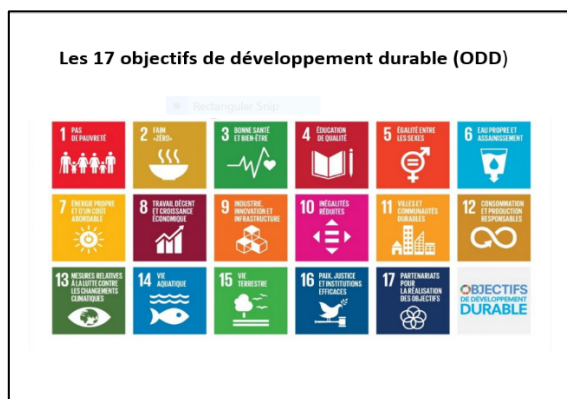 Les 17 objectifs de développement durable (ODD)
Rectangular Snip
1 PAS
DE PAUVRETÉ
2 FAIM
«ZÉRO»
3 BONNE SANTÉ
ET BIEN-ÊTRE
4 ÉDUCATION
DE QUALITÉ
5 ÉGALITÉ ENTRE
LES SEXES
6 EAU PROPRE ET
ASSAINISSEMENT
7 ÉNERGIE PROPRE
ET D'UN COÛT
ABORDABLE
8 TRAVAIL DÉCENT
ET CROISSANCE
ÉCONOMIQUE
9 INDUSTRIE,
INNOVATION ET
INFRASTRUCTURE
10 INÉGALITÉS
RÉDUITES
11 VILLES ET
COMMUNAUTÉS
DURABLES
12 CONSOMMATION
ET PRODUCTION
RESPONSABLES
13 MESURES RELATIVES
À LA LUTTE CONTRE
LES CHANGEMENTS
CLIMATIQUES
14 VIE
AQUATIQUE
15 VIE
TERRESTRE
16 PAIX, JUSTICE
ET INSTITUTIONS
EFFICACES
17 PARTENARIATS
POUR
LA RÉALISATION
DES OBJECTIFS
OBJECTIFS
DE DÉVELOPPEMENT
DURABLE